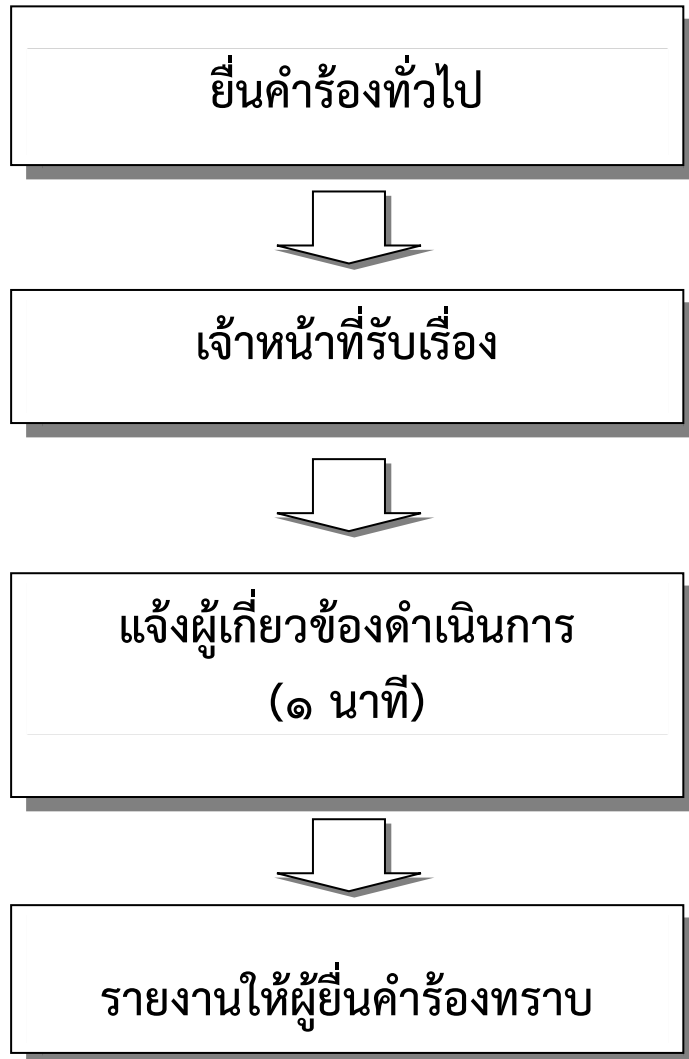 ยื่นคำร้องทั่วไป
เจ้าหน้าที่รับเรื่อง
แจ้งผู้เกี่ยวข้องดำเนินการ
(๑ นาที)
รายงานให้ผู้ยื่นคำร้องทราบ